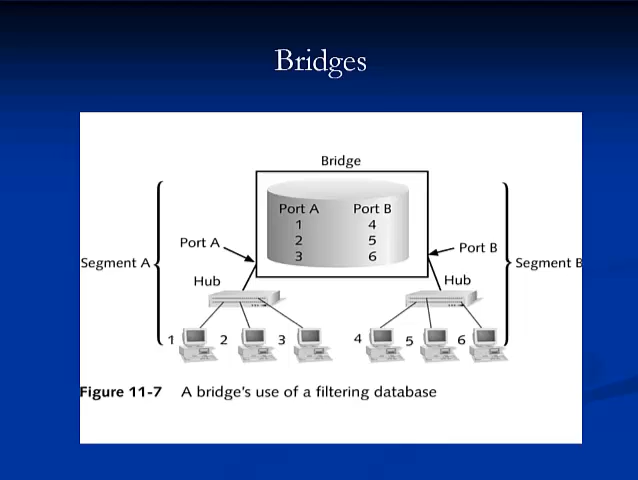 Bridges
Bridge
Port A Port B
1 4
2 5
3 6
Port A
Port B
Segment A
Segment B
Hub
Hub
1 2 3 4 5 6
Figure 11-7 A bridge's use of a filtering database